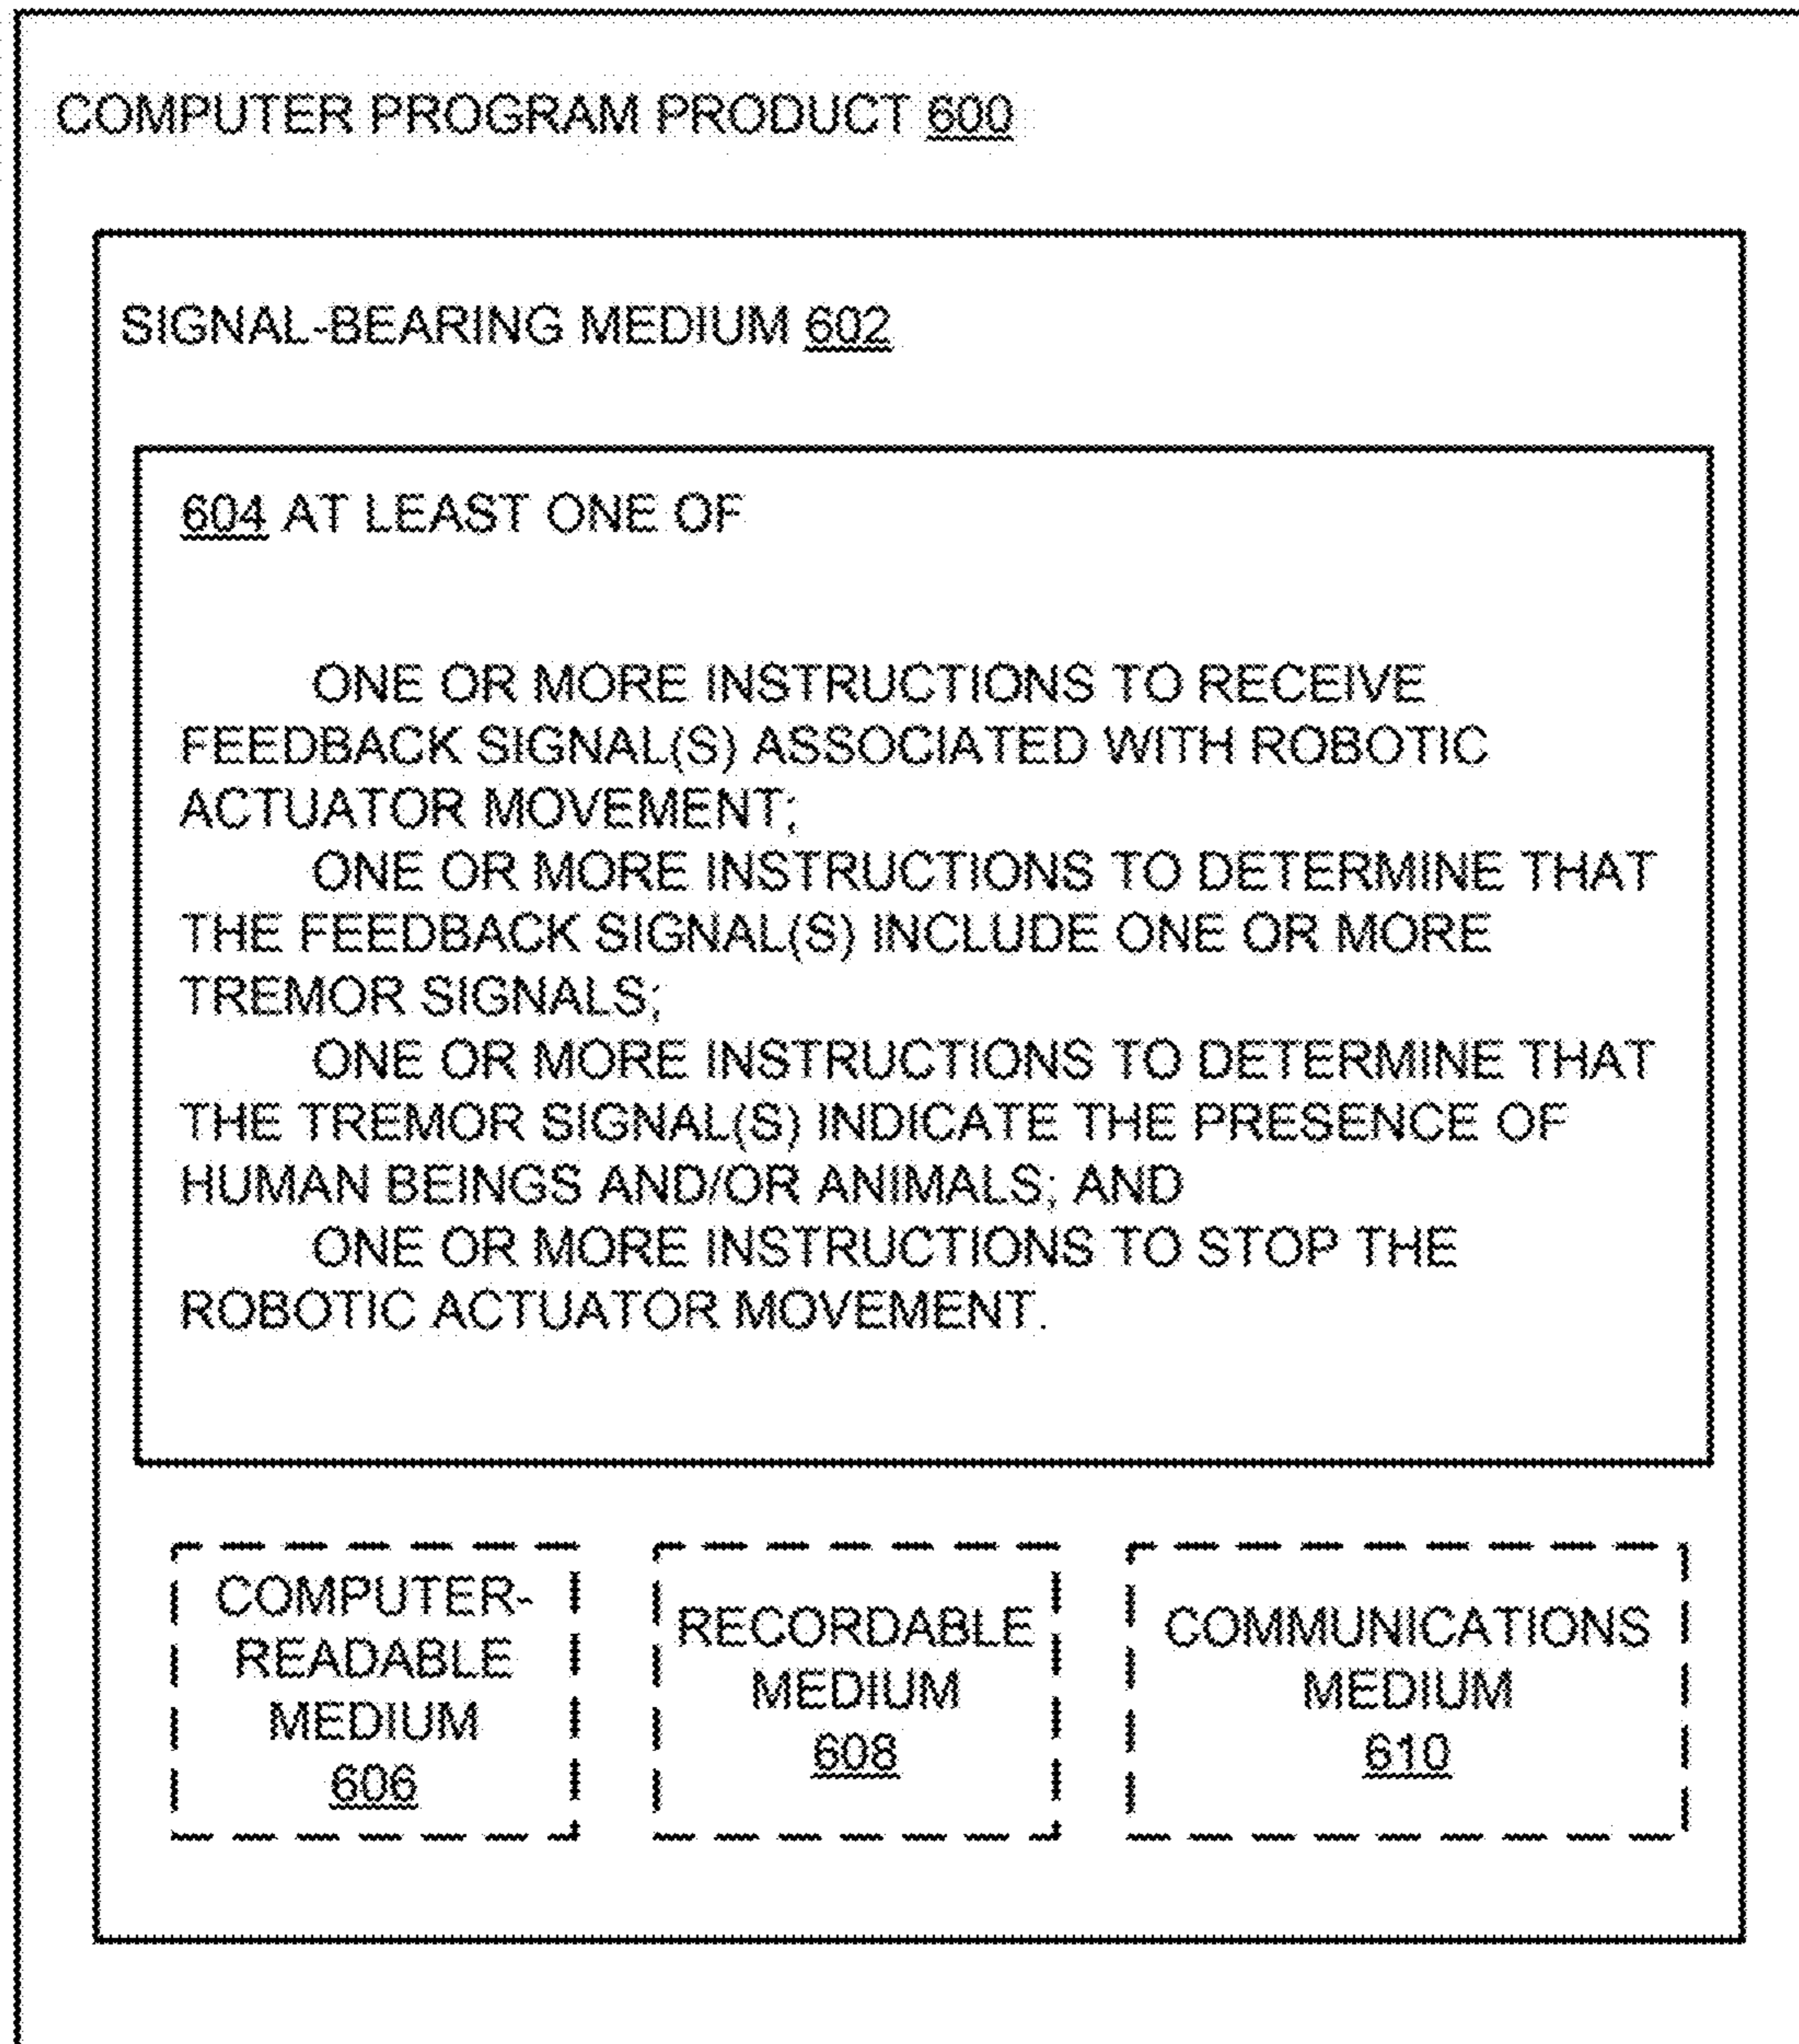 COMPUTER PROGRAM PRODUCT 600
SIGNAL-BEARING MEDIUM 602
604 AT LEAST ONE OF
ONE OR MORE INSTRUCTIONS TO RECEIVE
FEEDBACK SIGNAL(S) ASSOCIATED WITH ROBOTIC
ACTUATOR MOVEMENT;
ONE OR MORE INSTRUCTIONS TO DETERMINE THAT
THE FEEDBACK SIGNAL(S) INCLUDE ONE OR MORE
TREMOR SIGNALS;
ONE OR MORE INSTRUCTIONS TO DETERMINE THAT
THE TREMOR SIGNAL(S) INDICATE THE PRESENCE OF
HUMAN BEINGS AND/OR ANIMALS; AND
ONE OR MORE INSTRUCTIONS TO STOP THE
ROBOTIC ACTUATOR MOVEMENT.
COMPUTER-
READABLE
MEDIUM
606
RECORDABLE
MEDIUM
608
COMMUNICATIONS
MEDIUM
610